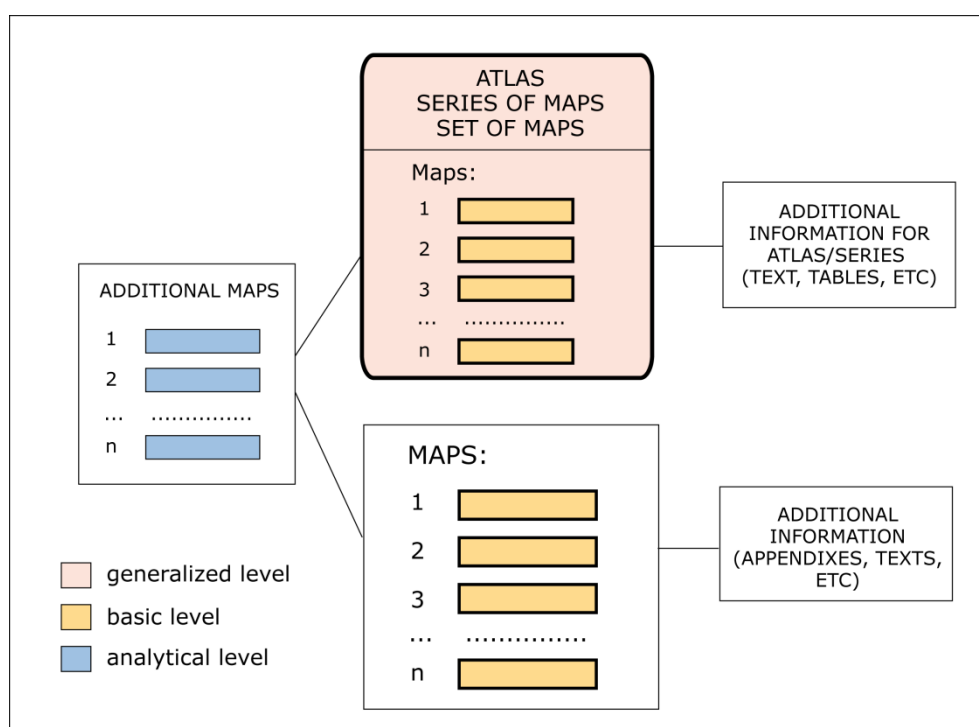 ATLAS
SERIES OF MAPS
SET OF MAPS
Maps:
1
2
3
... ...............
n
ADDITIONAL
INFORMATION FOR
ATLAS/SERIES
(TEXT, TABLES, ETC)
ADDITIONAL MAPS
1
2
... ...............
n
MAPS:
1
2
3
... ...............
n
ADDITIONAL
INFORMATION
(APPENDIXES, TEXTS,
ETC)
generalized level
basic level
analytical level